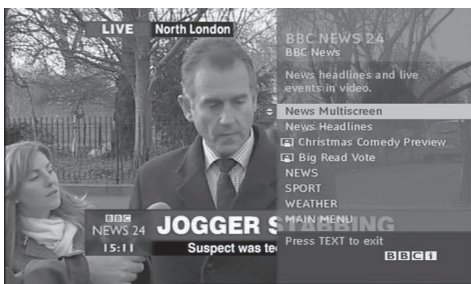 LIVE North London
BBC NEWS 24
BBC News
News headlines and live
events in video.
News Multiscreen
News Headlines
Christmas Comedy Preview
Big Read Vote
NEWS
SPORT
WEATHER
MAIN MENU
Press TEXT to exit
BBCi
BBC
NEWS 24
15:11
JOGGER STABBING
Suspect was